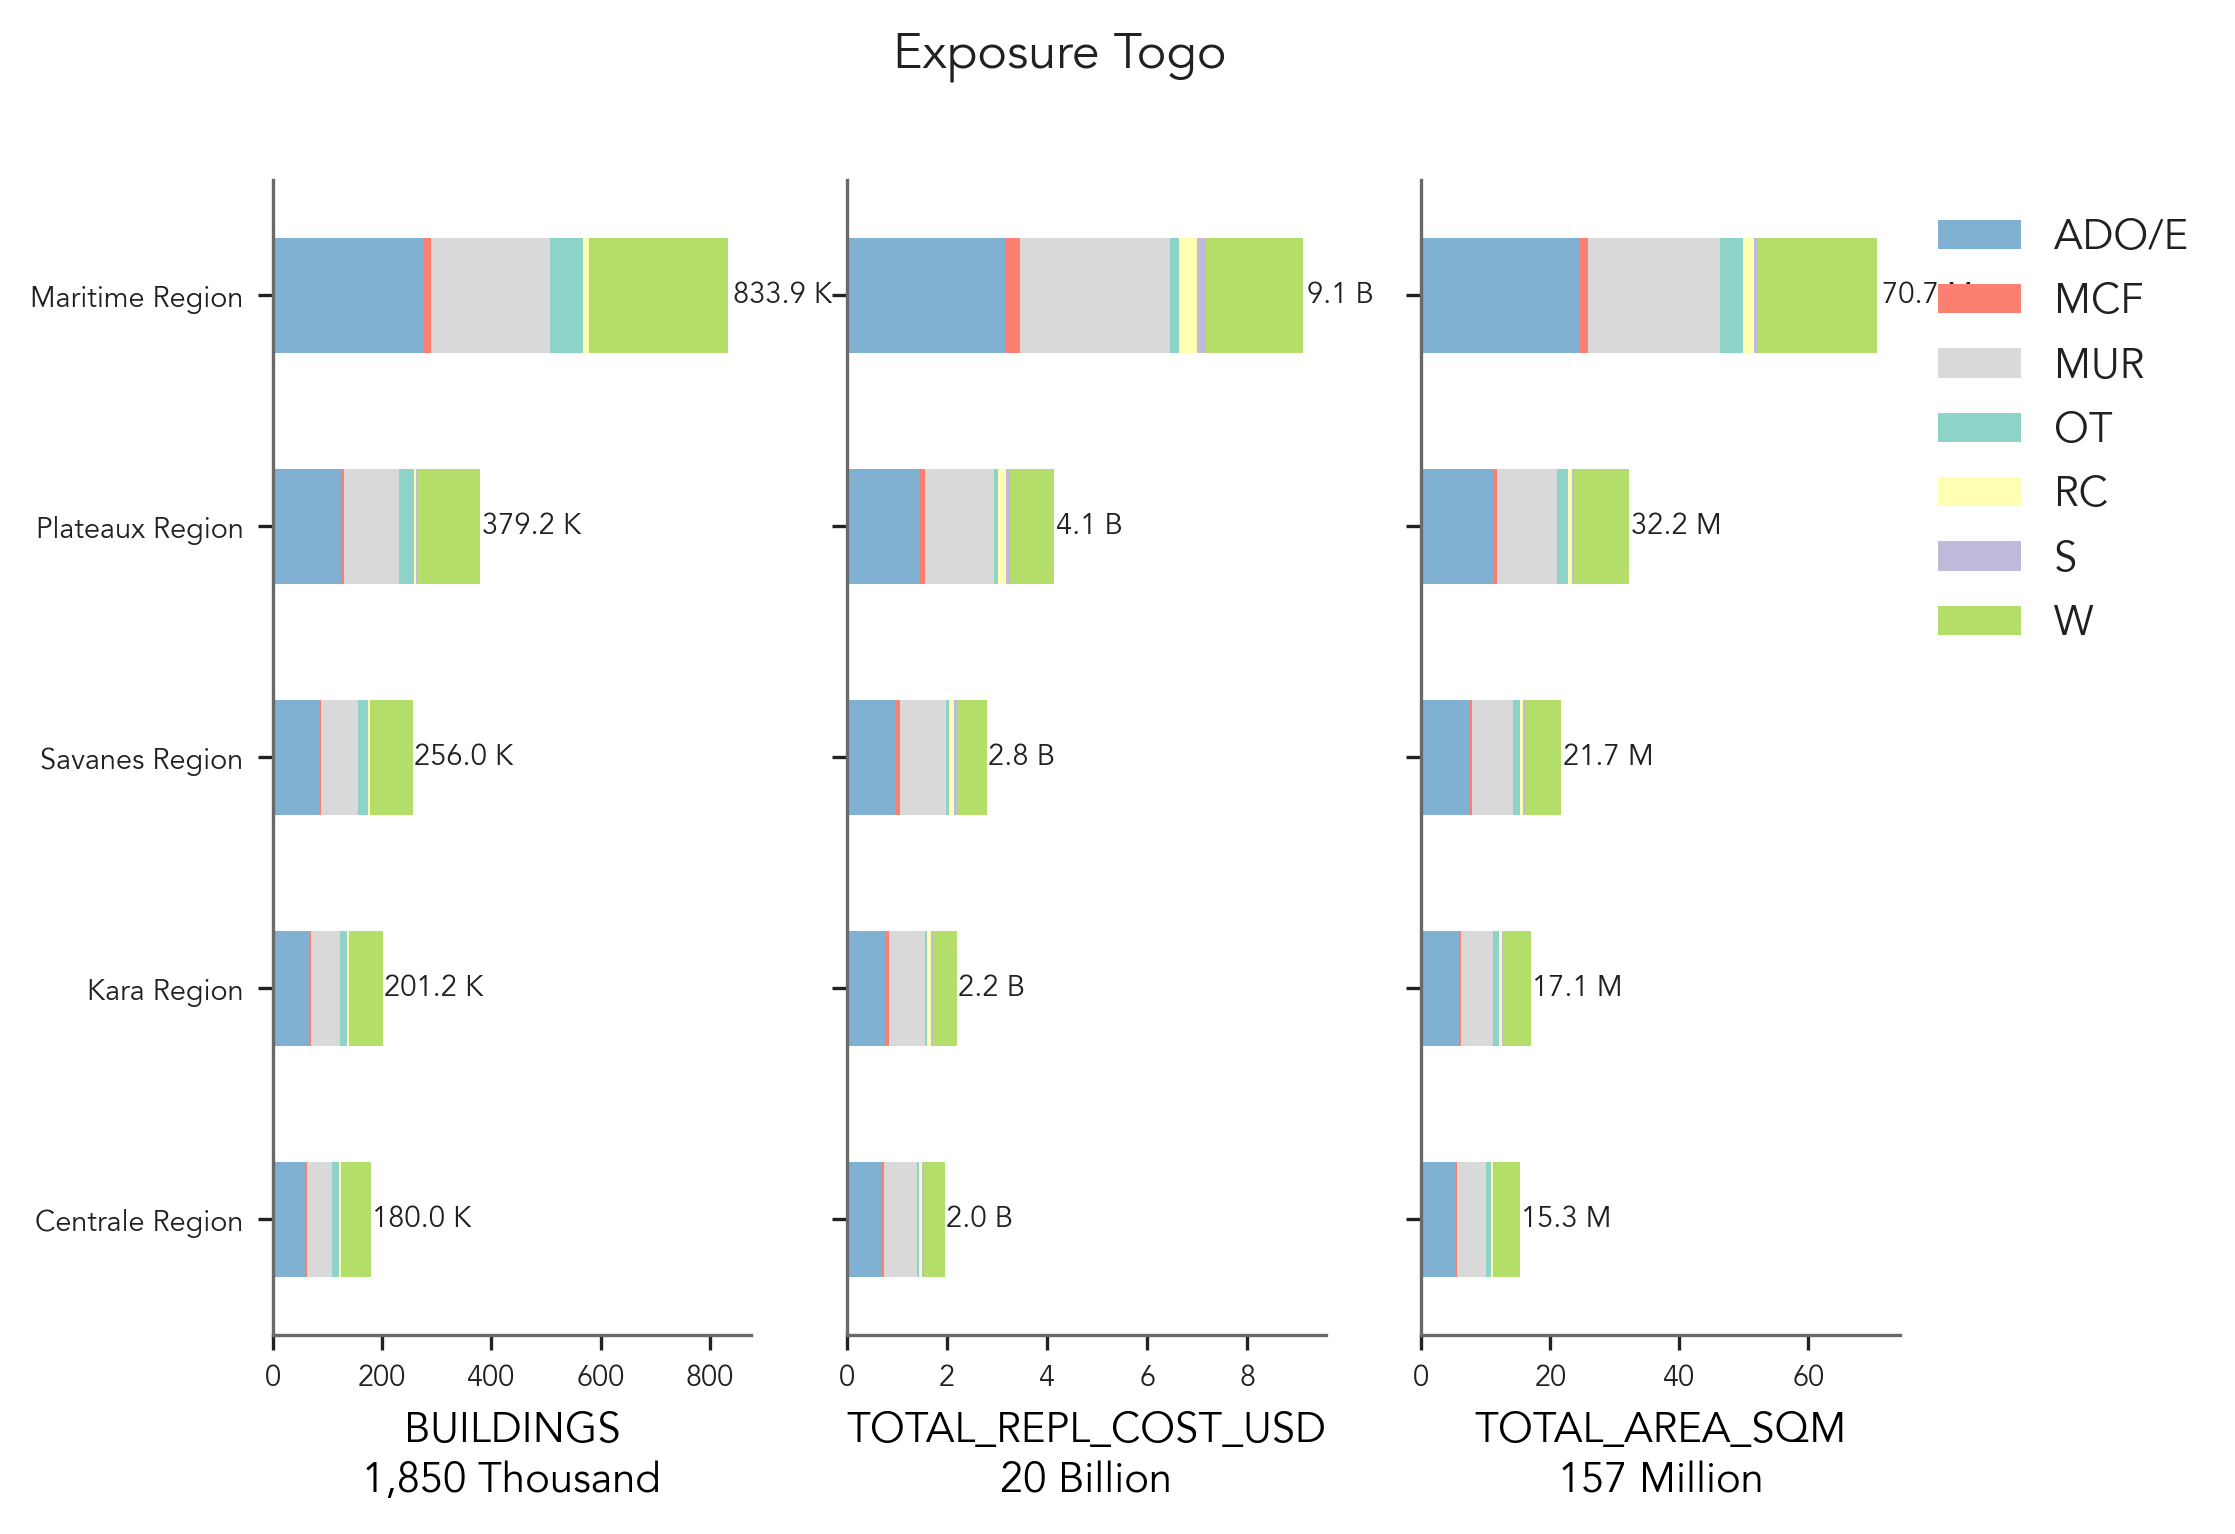 Exposure Togo
Maritime Region
Plateaux Region
Savanes Region
Kara Region
Centrale Region
833.9 K
379.2 K
256.0 K
201.2 K
180.0 K
0 200 400 600 800
BUILDINGS
1,850 Thousand
9.1 B
4.1 B
2.8 B
2.2 B
2.0 B
0 2 4 6 8
TOTAL_REPL_COST_USD
20 Billion
70.7
32.2 M
21.7 M
17.1 M
15.3 M
0 20 40 60
TOTAL_AREA_SQM
157 Million
ADO/E
MCF
MUR
OT
RC
S
W